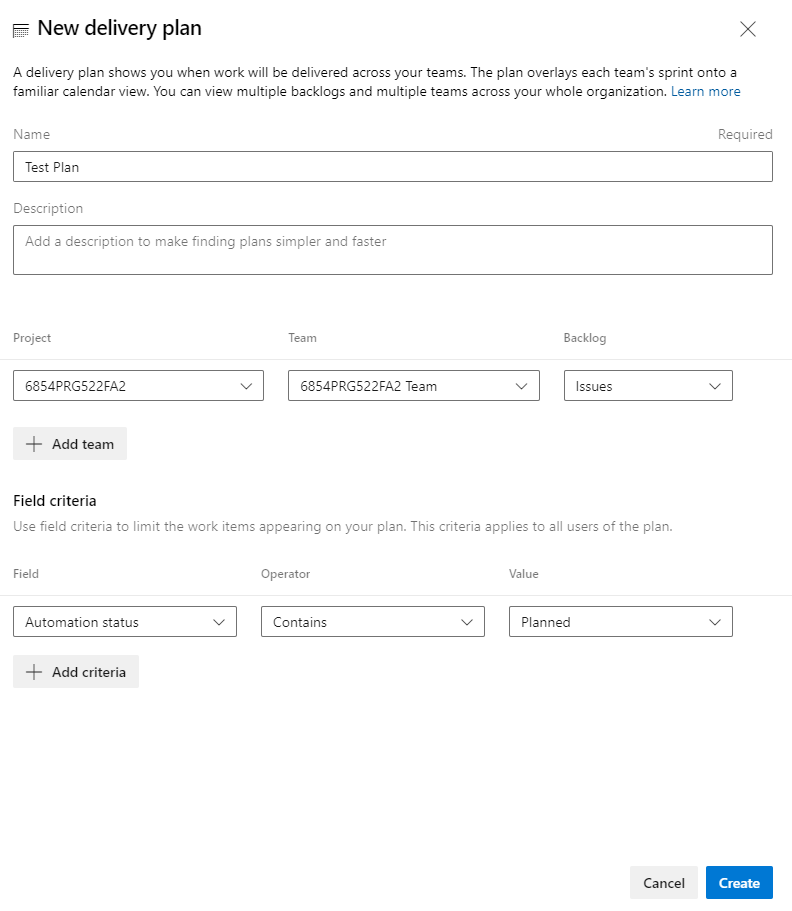 New delivery plan
A delivery plan shows you when work will be delivered across your teams. The plan overlays each team's sprint onto a
familiar calendar view. You can view multiple backlogs and multiple teams across your whole organization. Learn more
Name Required
Test Plan
Description
Add a description to make finding plans simpler and faster
Project Team Backlog
6854PRG522FA2 6854PRG522FA2 Team Issues
Add team
Field criteria
Use field criteria to limit the work items appearing on your plan. This criteria applies to all users of the plan.
Field Operator Value
Automation status Contains Planned
Add criteria
Cancel Create